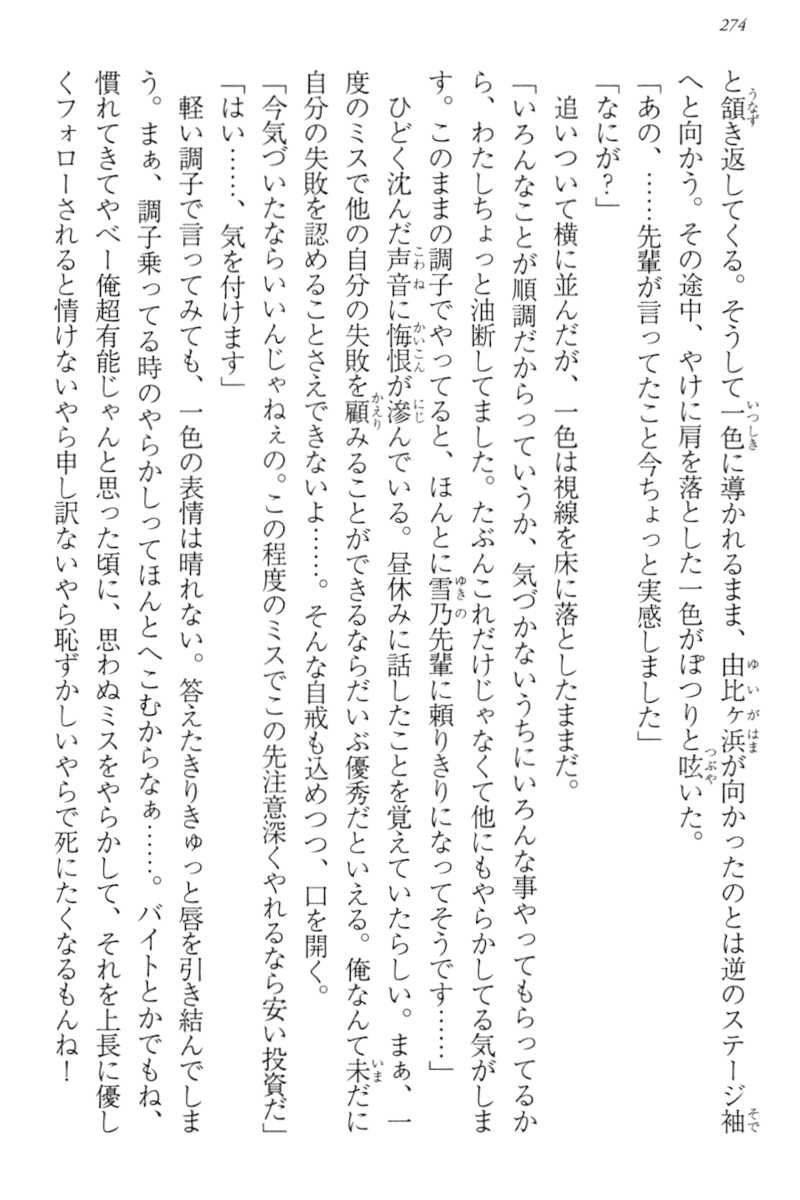 274
と頷き返してくる。そうして一色に導かれるまま、由比ヶ浜が向かったのとは逆のステージ袖
へと向かう。その途中、やけに肩を落とした一色がぽつりと呟いた。
「あの、……先輩が言ってたこと今ちょっと実感しました」
「なにが？」
追いついて横に並んだが、一色は視線を床に落としたままだ。
「いろんなことが順調だからっていうか、気づかないうちにいろんな事やってもらってるか
ら、わたしちょっと油断してました。たぶんこれだけじゃなくて他にもやらかしてる気がしま
す。このままの調子でやってると、ほんとに雪乃先輩に頼りきりになってそうです……」
ひどく沈んだ声音に悔恨が滲んでいる。昼休みに話したことを覚えていたらしい。まぁ、一
度のミスで他の自分の失敗を顧みることができるならだいぶ優秀だといえる。俺なんて未だに
自分の失敗を認めることさえできないよ……。そんな自戒も込めつつ、口を開く。
「今気づいたならいいんじゃねぇの。この程度のミスでこの先注意深くやれるなら安い投資だ」
「はい……、気を付けます」
軽い調子で言ってみても、一色の表情は晴れない。答えたきりきゅっと唇を引き結んでしま
う。まぁ、調子乗ってる時のやらかしってほんとへこむからなぁ……。バイトとかでもね、
慣れてきてやべー俺超有能じゃんと思った頃に、思わぬミスをやらかして、それを上長に優し
くフォローされると情けないやら申し訳ないやら恥ずかしいやらで死にたくなるもんね！